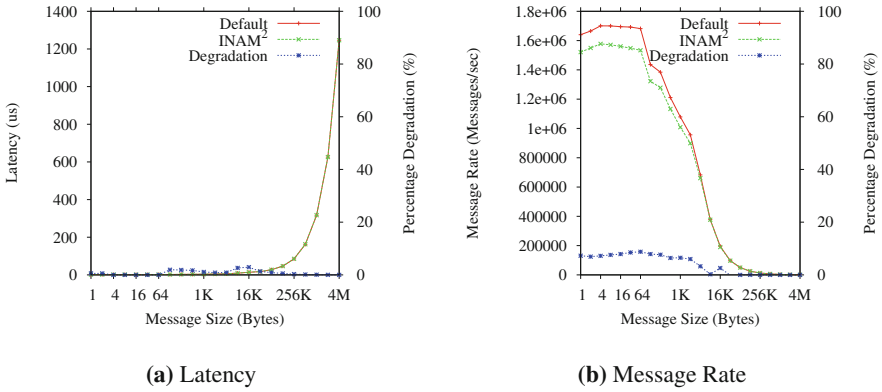 1400
1200
1000
800
600
400
200
0
Latency (us)
100
80
60
40
20
0
Percentage Degradation (%)
Default
INAM²
Degradation
1 4 16 64 1K 16K 256K 4M
Message Size (Bytes)
(a) Latency
1.8e+06
1.6e+06
1.4e+06
1.2e+06
1e+06
800000
600000
400000
200000
0
Message Rate (Messages/sec)
100
80
60
40
20
0
Percentage Degradation (%)
Default
INAM²
Degradation
1 4 16 64 1K 16K 256K 4M
Message Size (Bytes)
(b) Message Rate